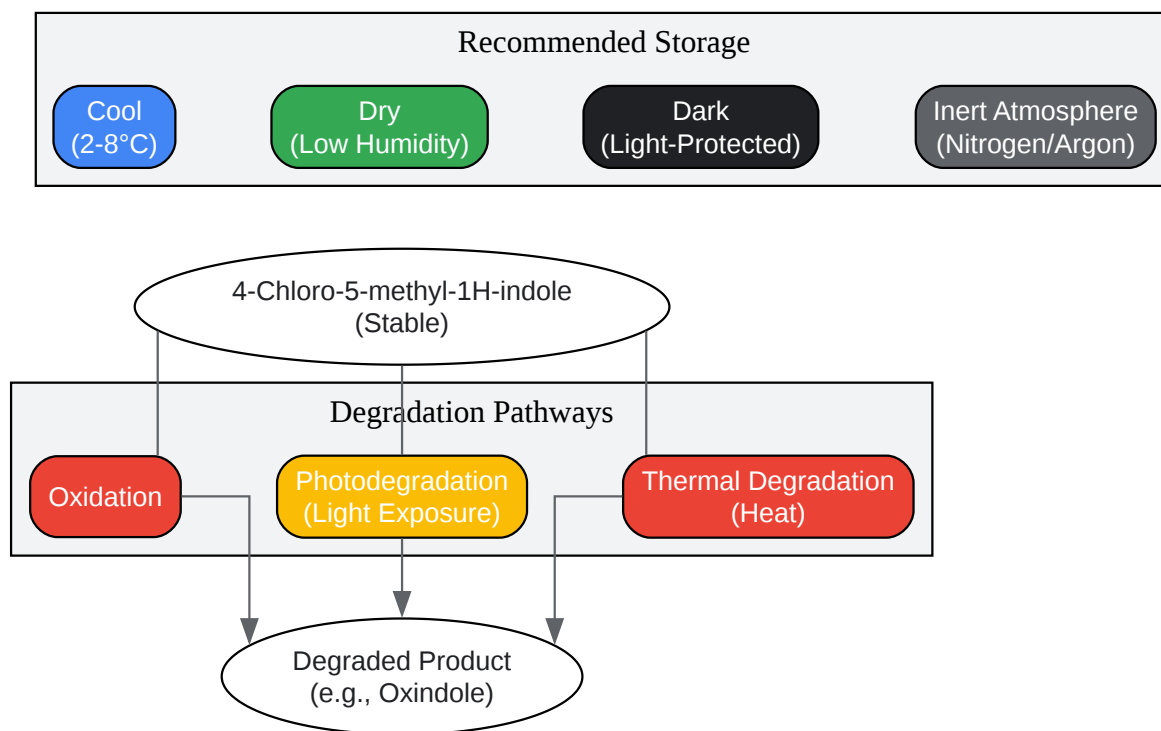 Recommended Storage
Cool
(2-8°C)
Dry
(Low Humidity)
Dark
(Light-Protected)
Inert Atmosphere
(Nitrogen/Argon)
4-Chloro-5-methyl-1H-indole
(Stable)
Degradation Pathways
Oxidation
Photodegradation
(Light Exposure)
Thermal Degradation
(Heat)
Degraded Product
(e.g., Oxindole)